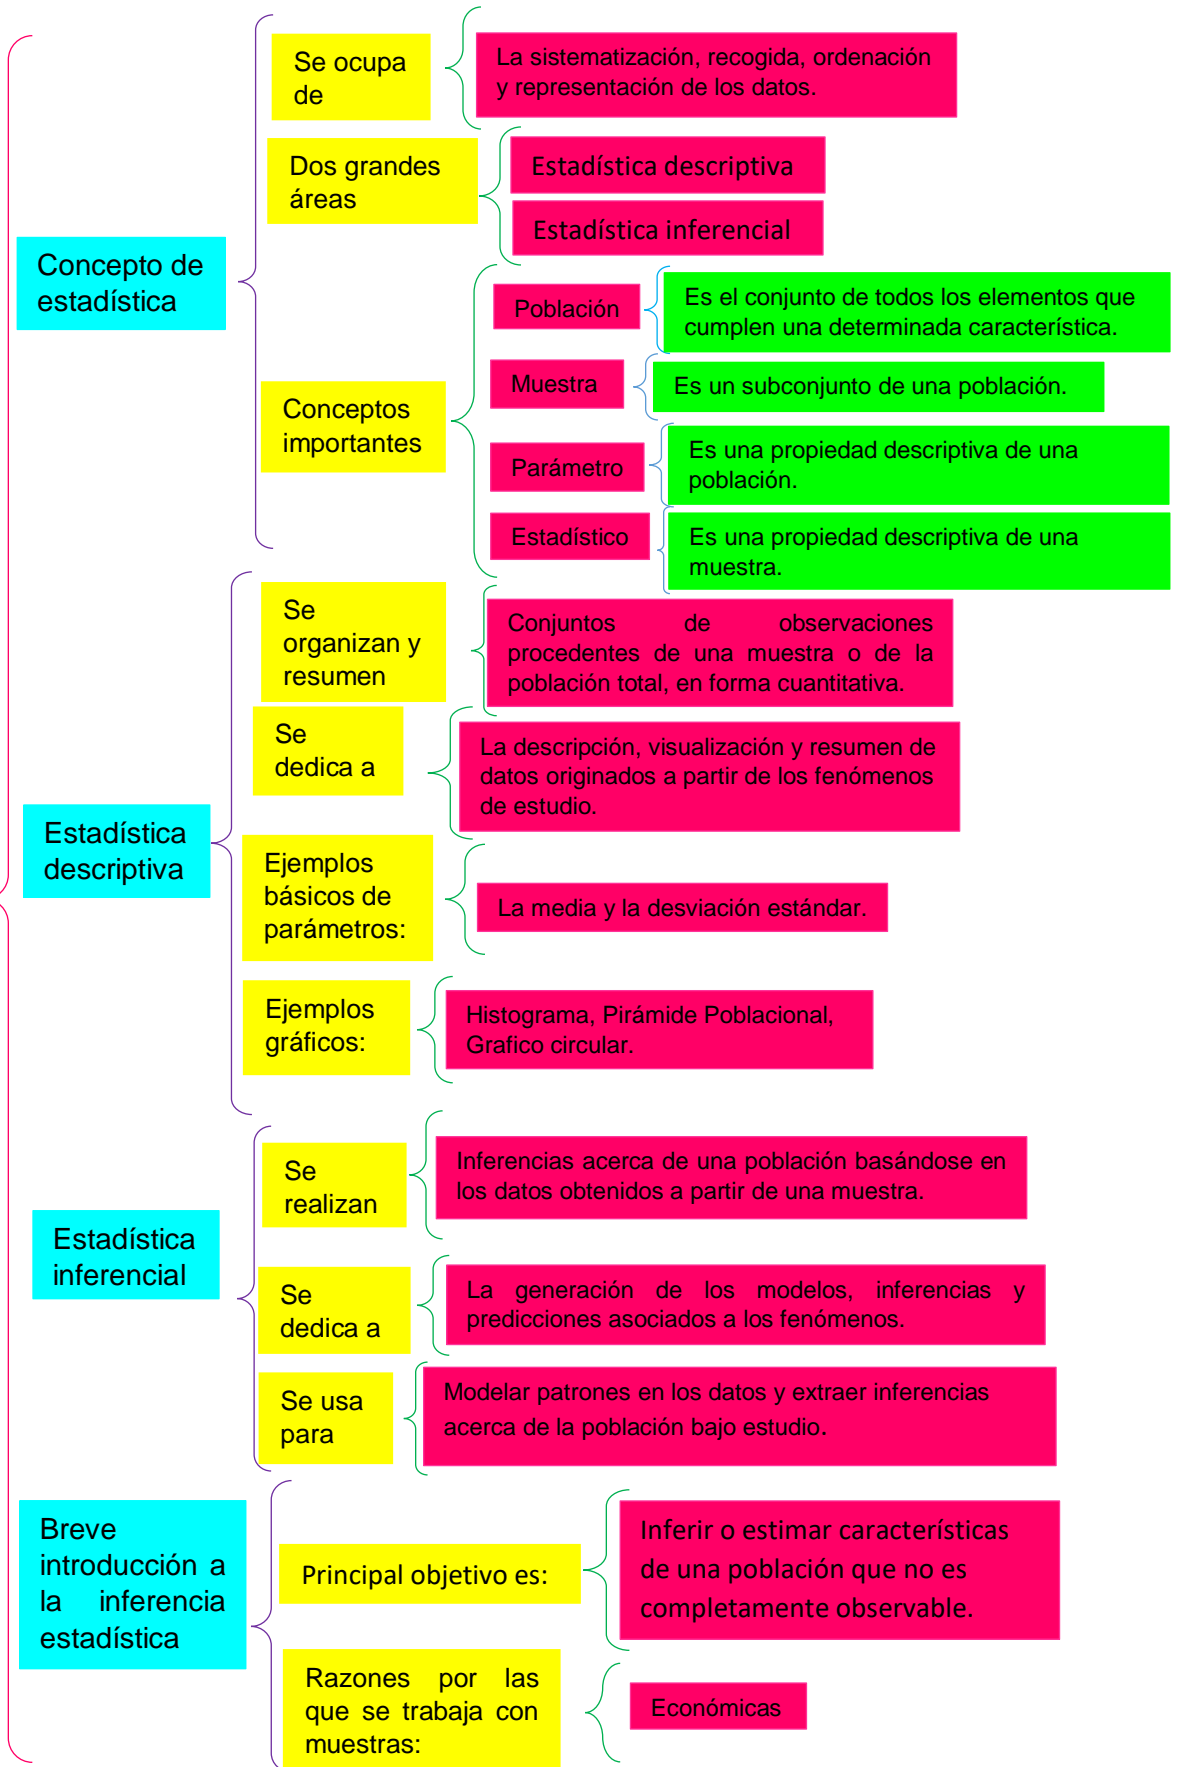 Se ocupa
de
La sistematización, recogida, ordenación
y representación de los datos.
Dos grandes
áreas
Estadística descriptiva
Estadística inferencial
Concepto de
estadística
Conceptos
importantes
Población
Es el conjunto de todos los elementos que
cumplen una determinada característica.
Muestra
Es un subconjunto de una población.
Parámetro
Es una propiedad descriptiva de una
población.
Estadístico
Es una propiedad descriptiva de una
muestra.
Estadística
descriptiva
Se
organizan y
resumen
Conjuntos de observaciones
procedentes de una muestra o de la
población total, en forma cuantitativa.
Se
dedica a
La descripción, visualización y resumen de
datos originados a partir de los fenómenos
de estudio.
Ejemplos
básicos de
parámetros:
La media y la desviación estándar.
Ejemplos
gráficos:
Histograma, Pirámide Poblacional,
Grafico circular.
Estadística
inferencial
Se
realizan
Inferencias acerca de una población basándose en
los datos obtenidos a partir de una muestra.
Se
dedica a
La generación de los modelos, inferencias y
predicciones asociados a los fenómenos.
Se usa
para
Modelar patrones en los datos y extraer inferencias
acerca de la población bajo estudio.
Breve
introducción a
la inferencia
estadística
Principal objetivo es:
Inferir o estimar características
de una población que no es
completamente observable.
Razones por las
que se trabaja con
muestras:
Económicas